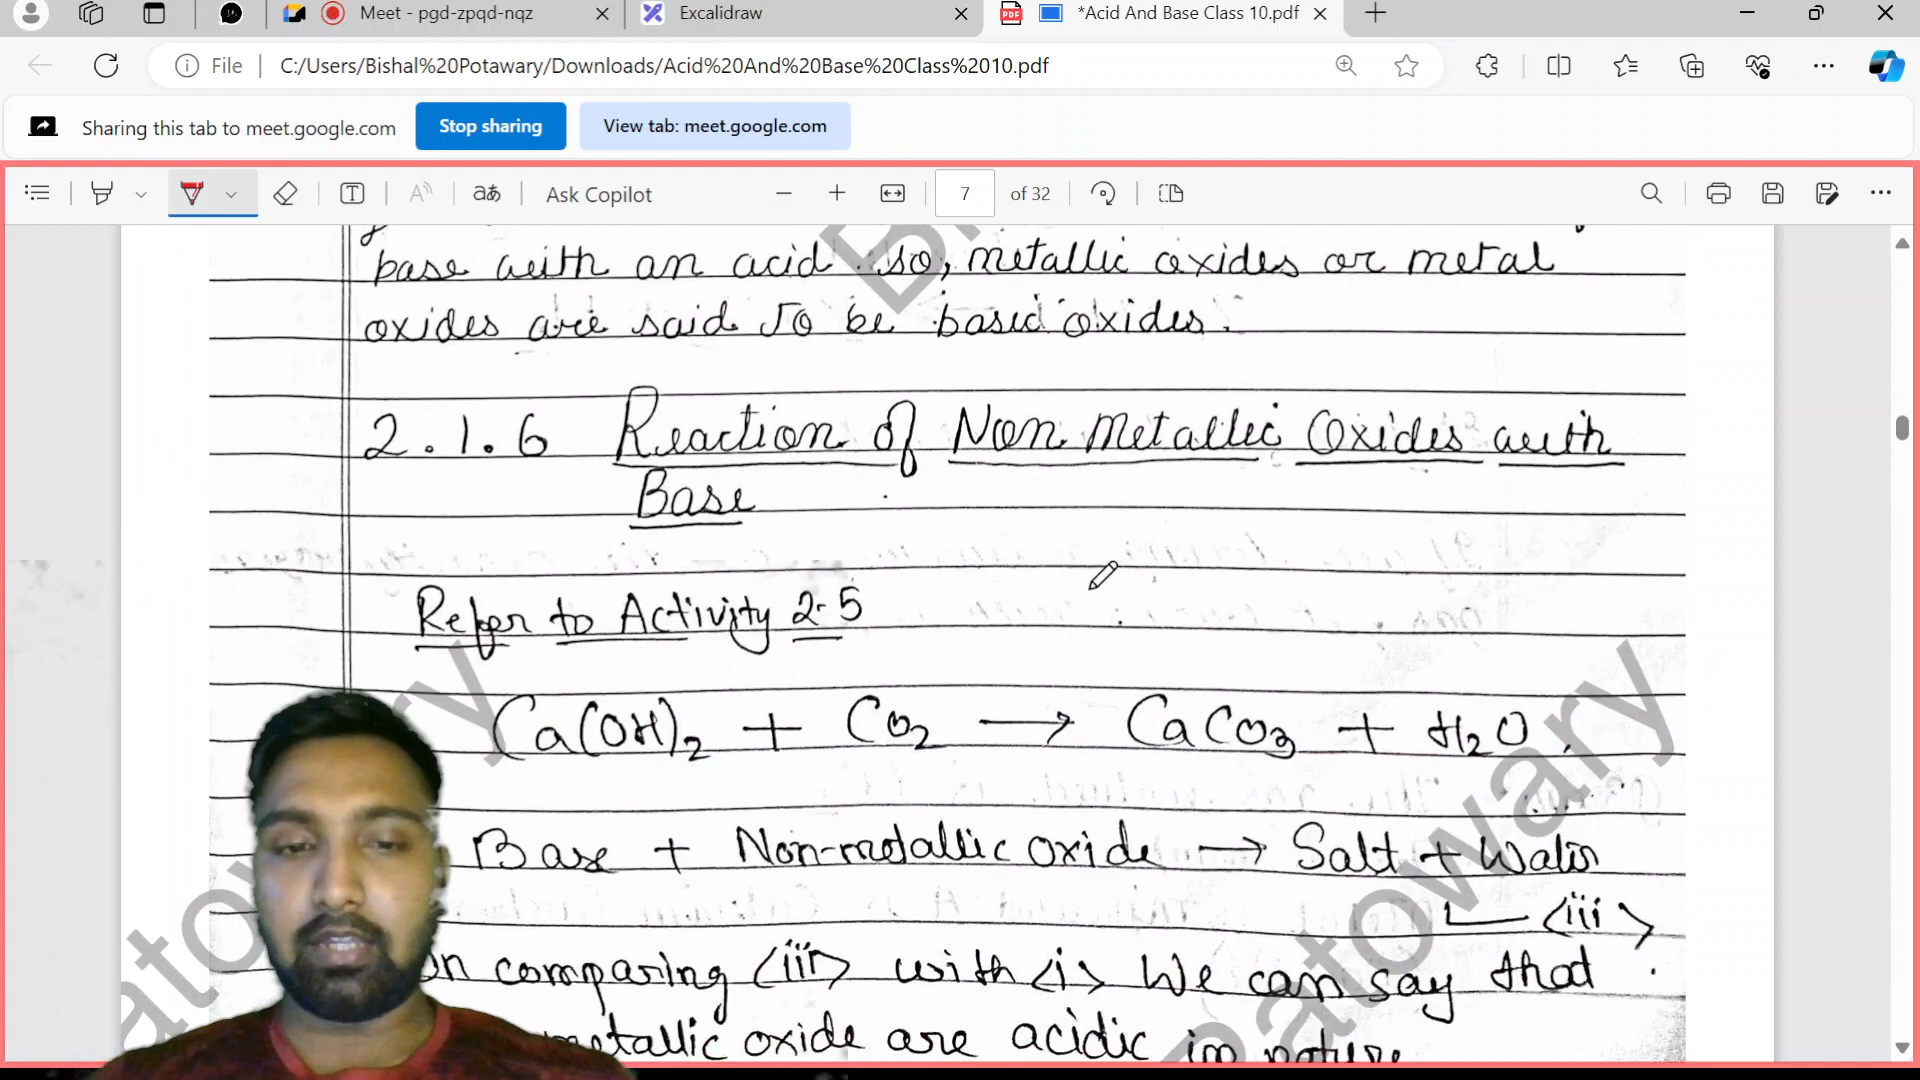 Meet - pgd-zpqd-nqz
Excalidraw
*Acid And Base Class 10.pdf
File
C:/Users/Bishal%20Potawary/Downloads/Acid%20And%20Base%20Class%2010.pdf
Sharing this tab to meet.google.com
Stop sharing
View tab: meet.google.com
Ask Copilot
7 of 32
base with an acid. So, metallic oxides or metal
oxides are said to be basic oxides.
2.1.6 Reaction of Non Metallic Oxides with
Base
Refer to Activity 2.5
Ca(OH)2 + CO2 → CaCO3 + H2O
Base + Non-metallic oxide → Salt + Water
<iii>
On comparing <iii> with <i> We can say that
metallic oxide are acidic in nature
Patowary